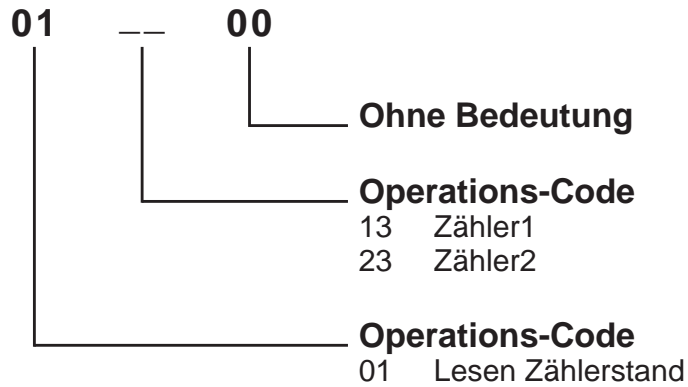 01 __ 00
Ohne Bedeutung
Operations-Code
13 Zähler1
23 Zähler2
Operations-Code
01 Lesen Zählerstand